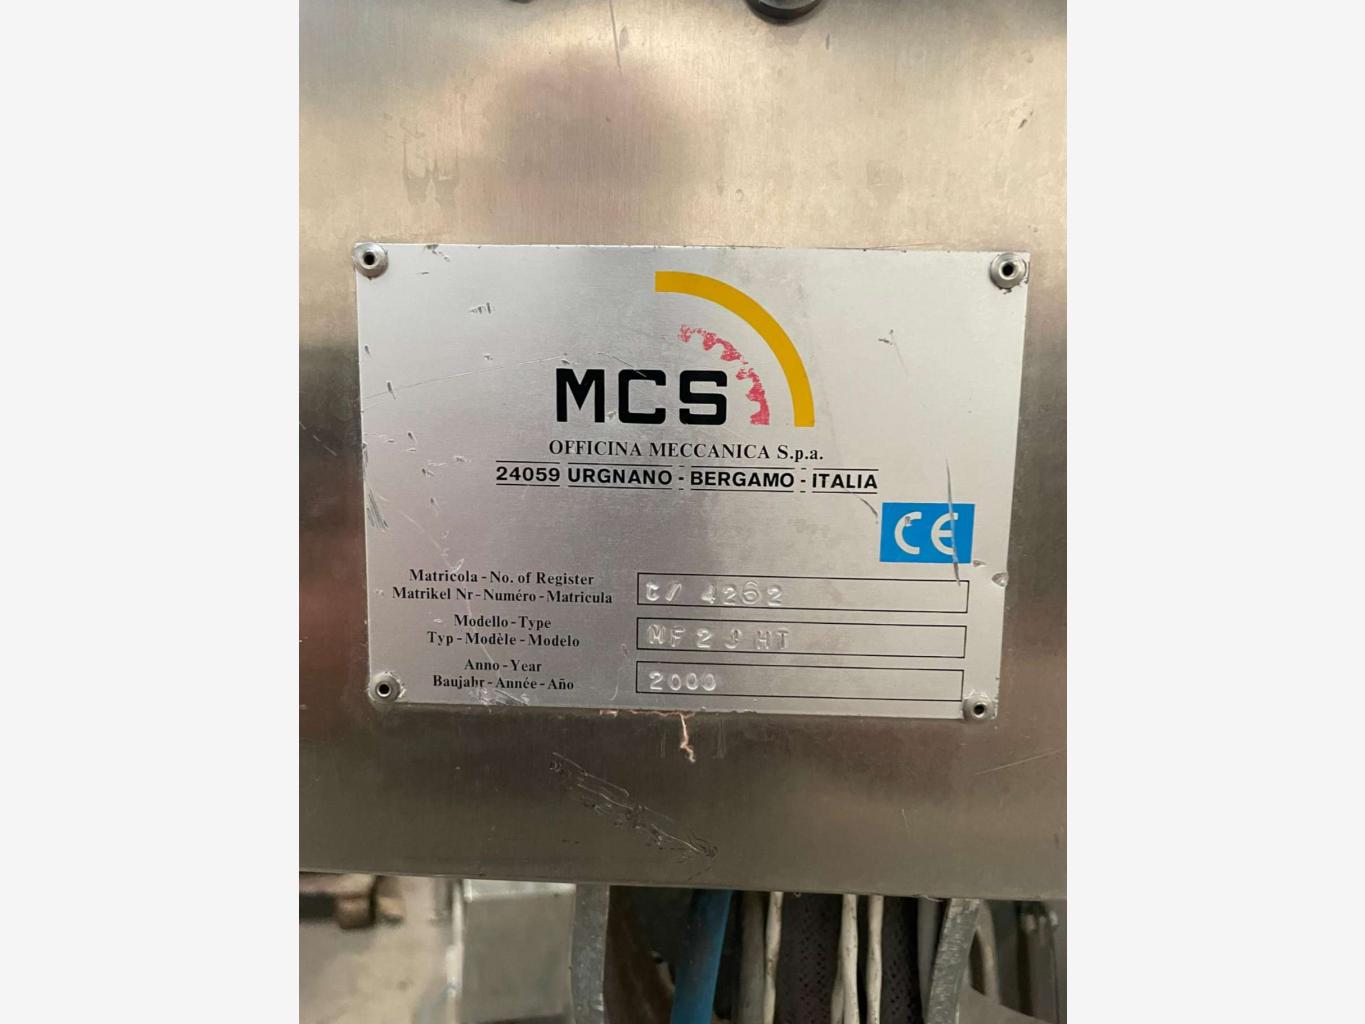 MCS
OFFICINA MECCANICA S.p.a.
24059 URGNANO - BERGAMO - ITALIA
CE
Matricola - No. of Register
Matrikel Nr - Numéro - Matricula
C/ 4262
Modello - Type
Typ - Modèle - Modelo
HT
Anno - Year
Baujahr - Année - Año
2000